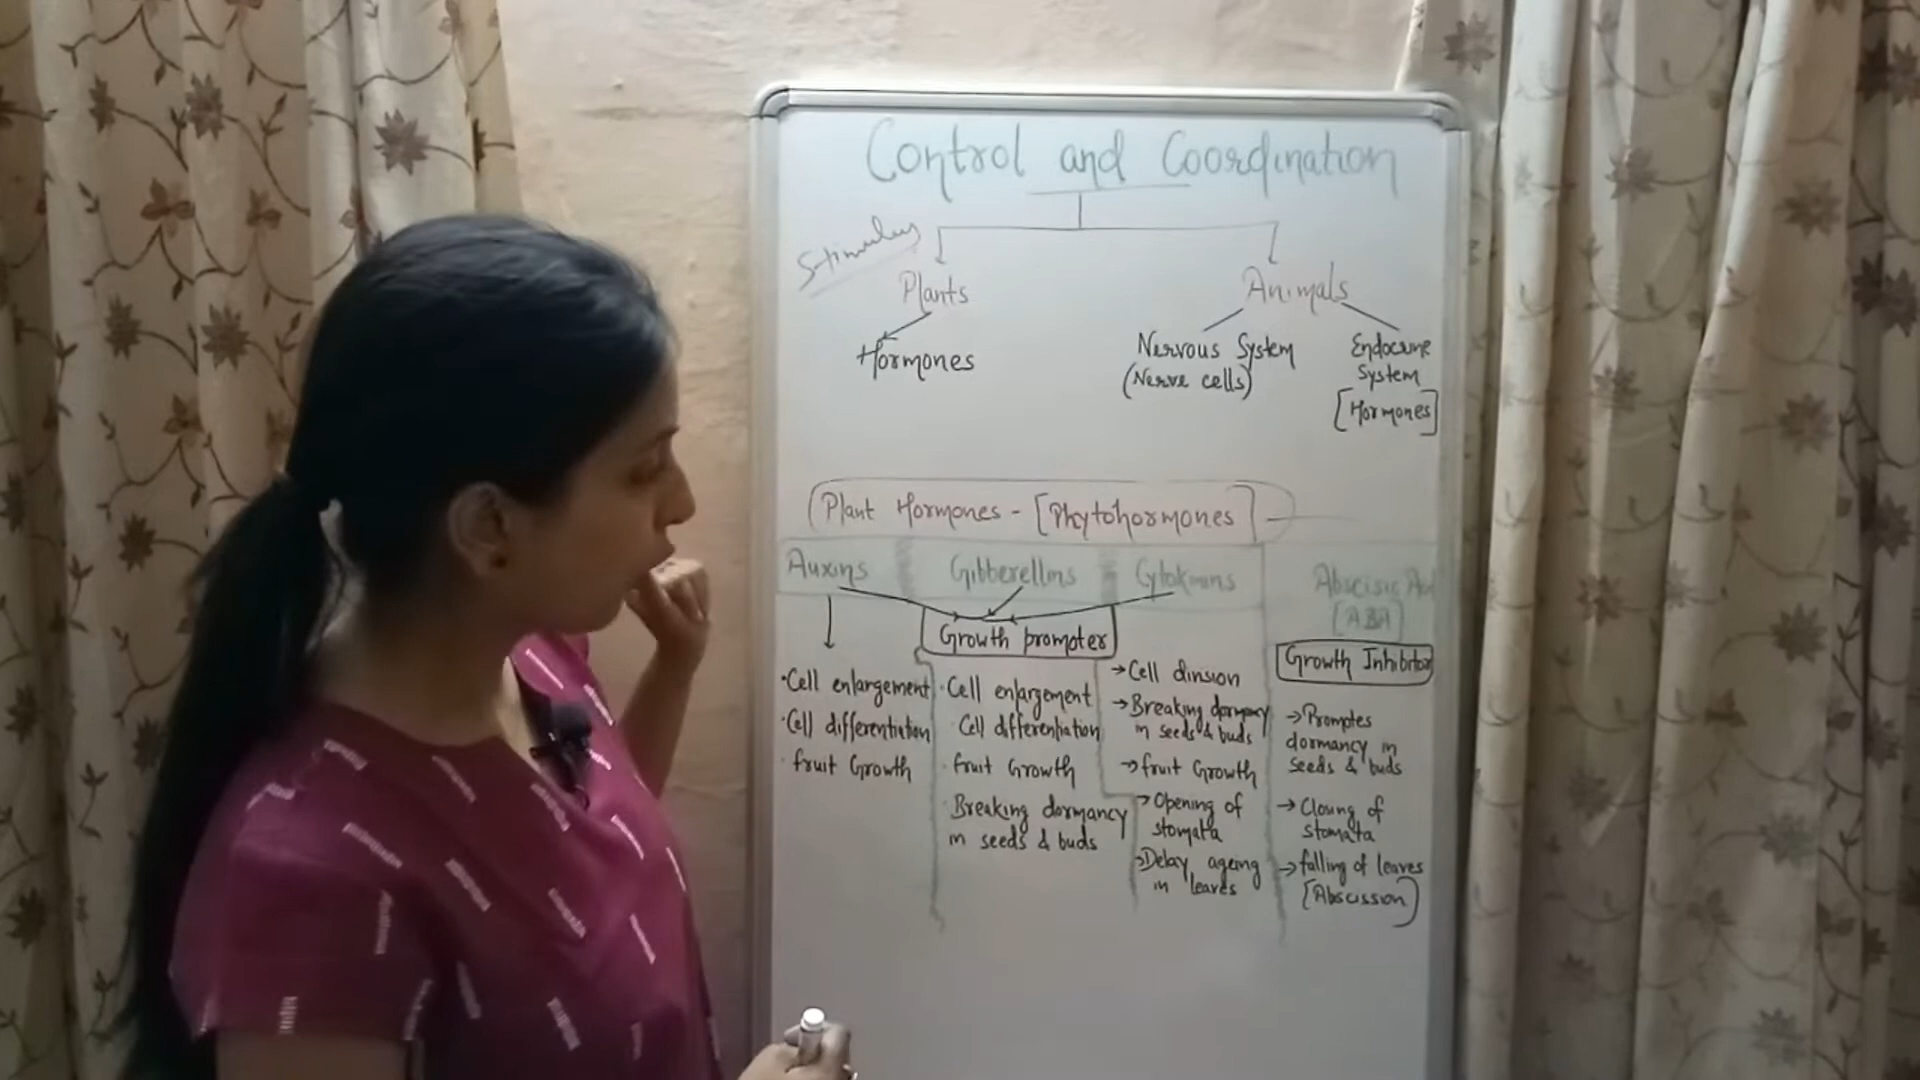 Control and Coordination
Stimulus
Plants
Animals
Hormones
Nervous System
(Nerve cells)
Endocrine
System
[Hormones]
Plant Hormones - [Phytohormones]
Auxins
Gibberellins
Cytokinins
Abscisic Acid
[ABA]
Growth promoter
Growth Inhibitor
· Cell enlargement
· Cell differentiation
· fruit Growth
· Cell enlargement
· Cell differentiation
· fruit Growth
· Breaking dormancy
in seeds & buds
→ Cell division
→ Breaking dormancy
in seeds & buds
→ fruit Growth
→ Opening of
stomata
→ Delay ageing
in leaves
→ Promotes
dormancy in
seeds & buds
→ Closing of
stomata
→ falling of leaves
[Abscission]